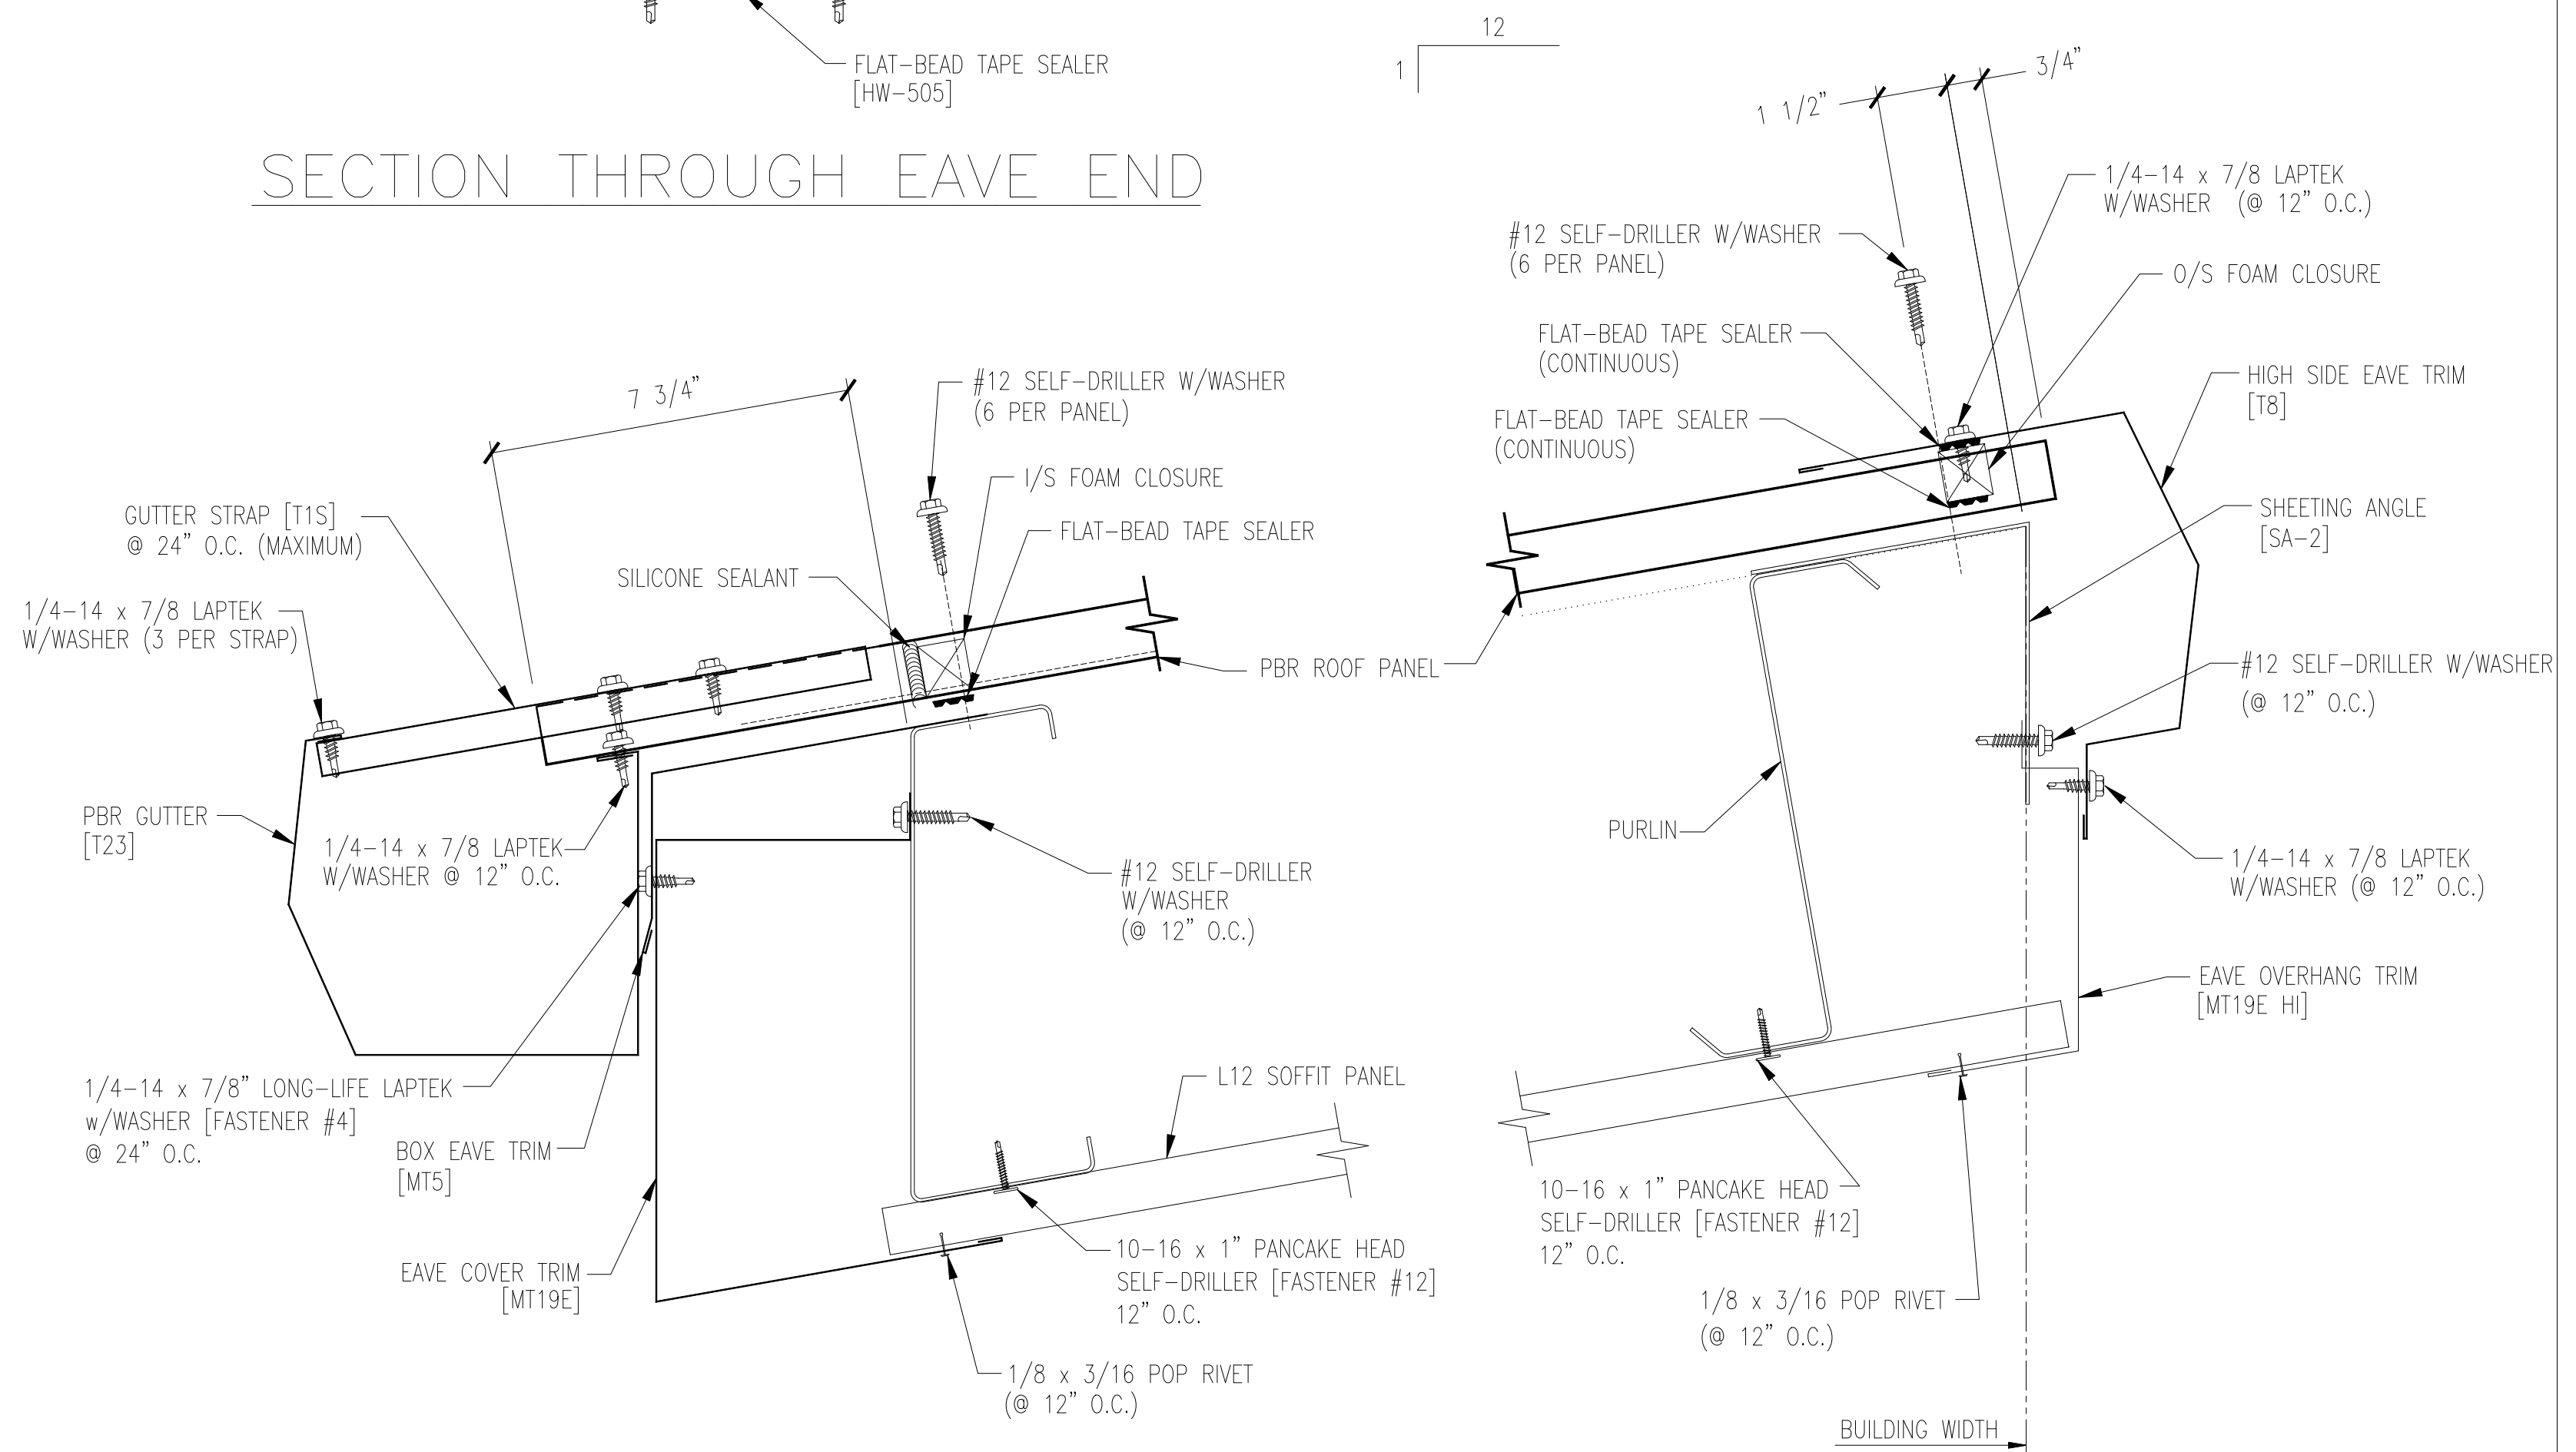 FLAT-BEAD TAPE SEALER
[HW-505]
SECTION THROUGH EAVE END
12
1
7 3/4"
#12 SELF-DRILLER W/WASHER
(6 PER PANEL)
I/S FOAM CLOSURE
FLAT-BEAD TAPE SEALER
GUTTER STRAP [T1S]
@ 24" O.C. (MAXIMUM)
SILICONE SEALANT
1/4-14 x 7/8 LAPTEK
W/WASHER (3 PER STRAP)
PBR GUTTER
[T23]
1/4-14 x 7/8 LAPTEK
W/WASHER @ 12" O.C.
#12 SELF-DRILLER
W/WASHER
(@ 12" O.C.)
1/4-14 x 7/8" LONG-LIFE LAPTEK
w/WASHER [FASTENER #4]
@ 24" O.C.
BOX EAVE TRIM
[MT5]
EAVE COVER TRIM
[MT19E]
L12 SOFFIT PANEL
10-16 x 1" PANCAKE HEAD
SELF-DRILLER [FASTENER #12]
12" O.C.
1/8 x 3/16 POP RIVET
(@ 12" O.C.)
PBR ROOF PANEL
1 1/2"
3/4"
1/4-14 x 7/8 LAPTEK
W/WASHER (@ 12" O.C.)
#12 SELF-DRILLER W/WASHER
(6 PER PANEL)
O/S FOAM CLOSURE
FLAT-BEAD TAPE SEALER
(CONTINUOUS)
HIGH SIDE EAVE TRIM
[T8]
FLAT-BEAD TAPE SEALER
(CONTINUOUS)
SHEETING ANGLE
[SA-2]
#12 SELF-DRILLER W/WASHER
(@ 12" O.C.)
PURLIN
1/4-14 x 7/8 LAPTEK
W/WASHER (@ 12" O.C.)
EAVE OVERHANG TRIM
[MT19E HI]
10-16 x 1" PANCAKE HEAD
SELF-DRILLER [FASTENER #12]
12" O.C.
1/8 x 3/16 POP RIVET
(@ 12" O.C.)
BUILDING WIDTH